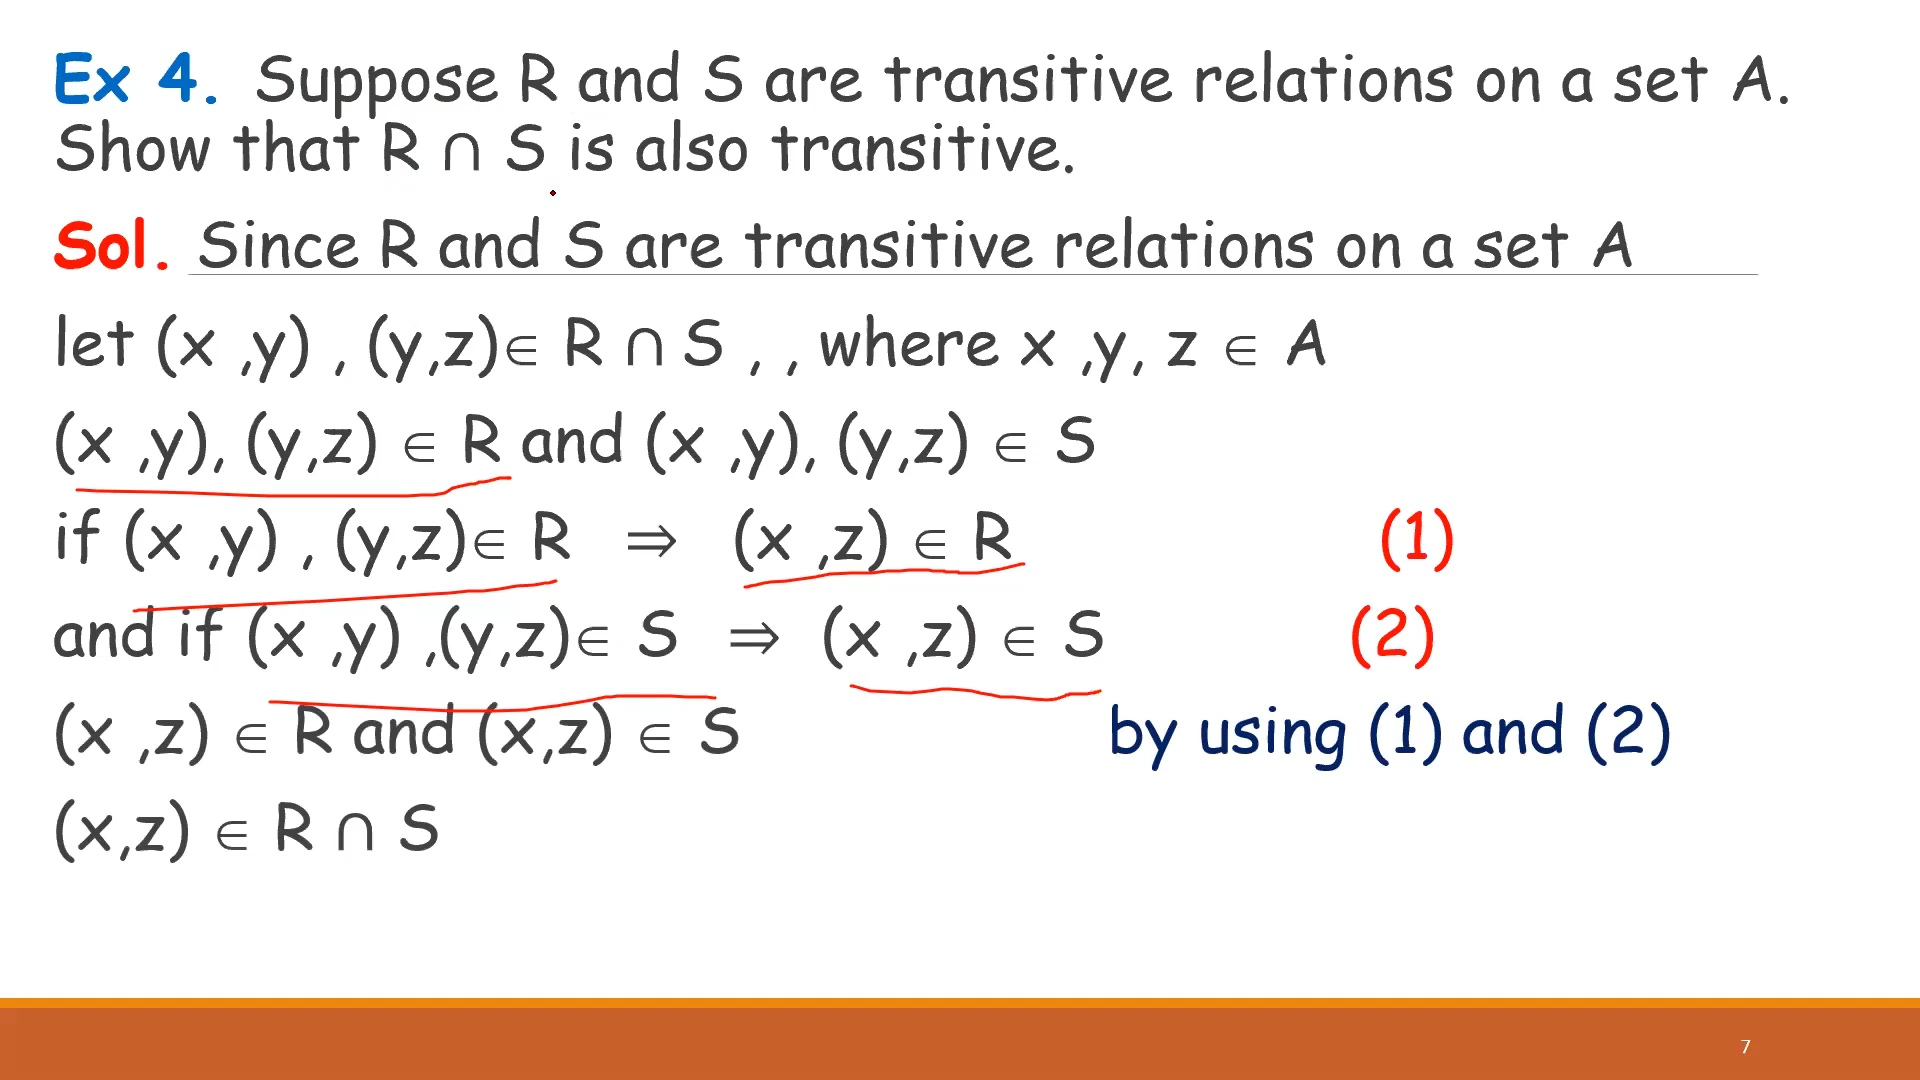 Ex 4. Suppose R and S are transitive relations on a set A.
Show that R ∩ S is also transitive.
Sol. Since R and S are transitive relations on a set A
let (x ,y) , (y,z)∈ R ∩ S , , where x ,y, z ∈ A
(x ,y), (y,z) ∈ R and (x ,y), (y,z) ∈ S
if (x ,y) , (y,z)∈ R ⇒ (x ,z) ∈ R (1)
and if (x ,y) ,(y,z)∈ S ⇒ (x ,z) ∈ S (2)
(x ,z) ∈ R and (x,z) ∈ S by using (1) and (2)
(x,z) ∈ R ∩ S
7